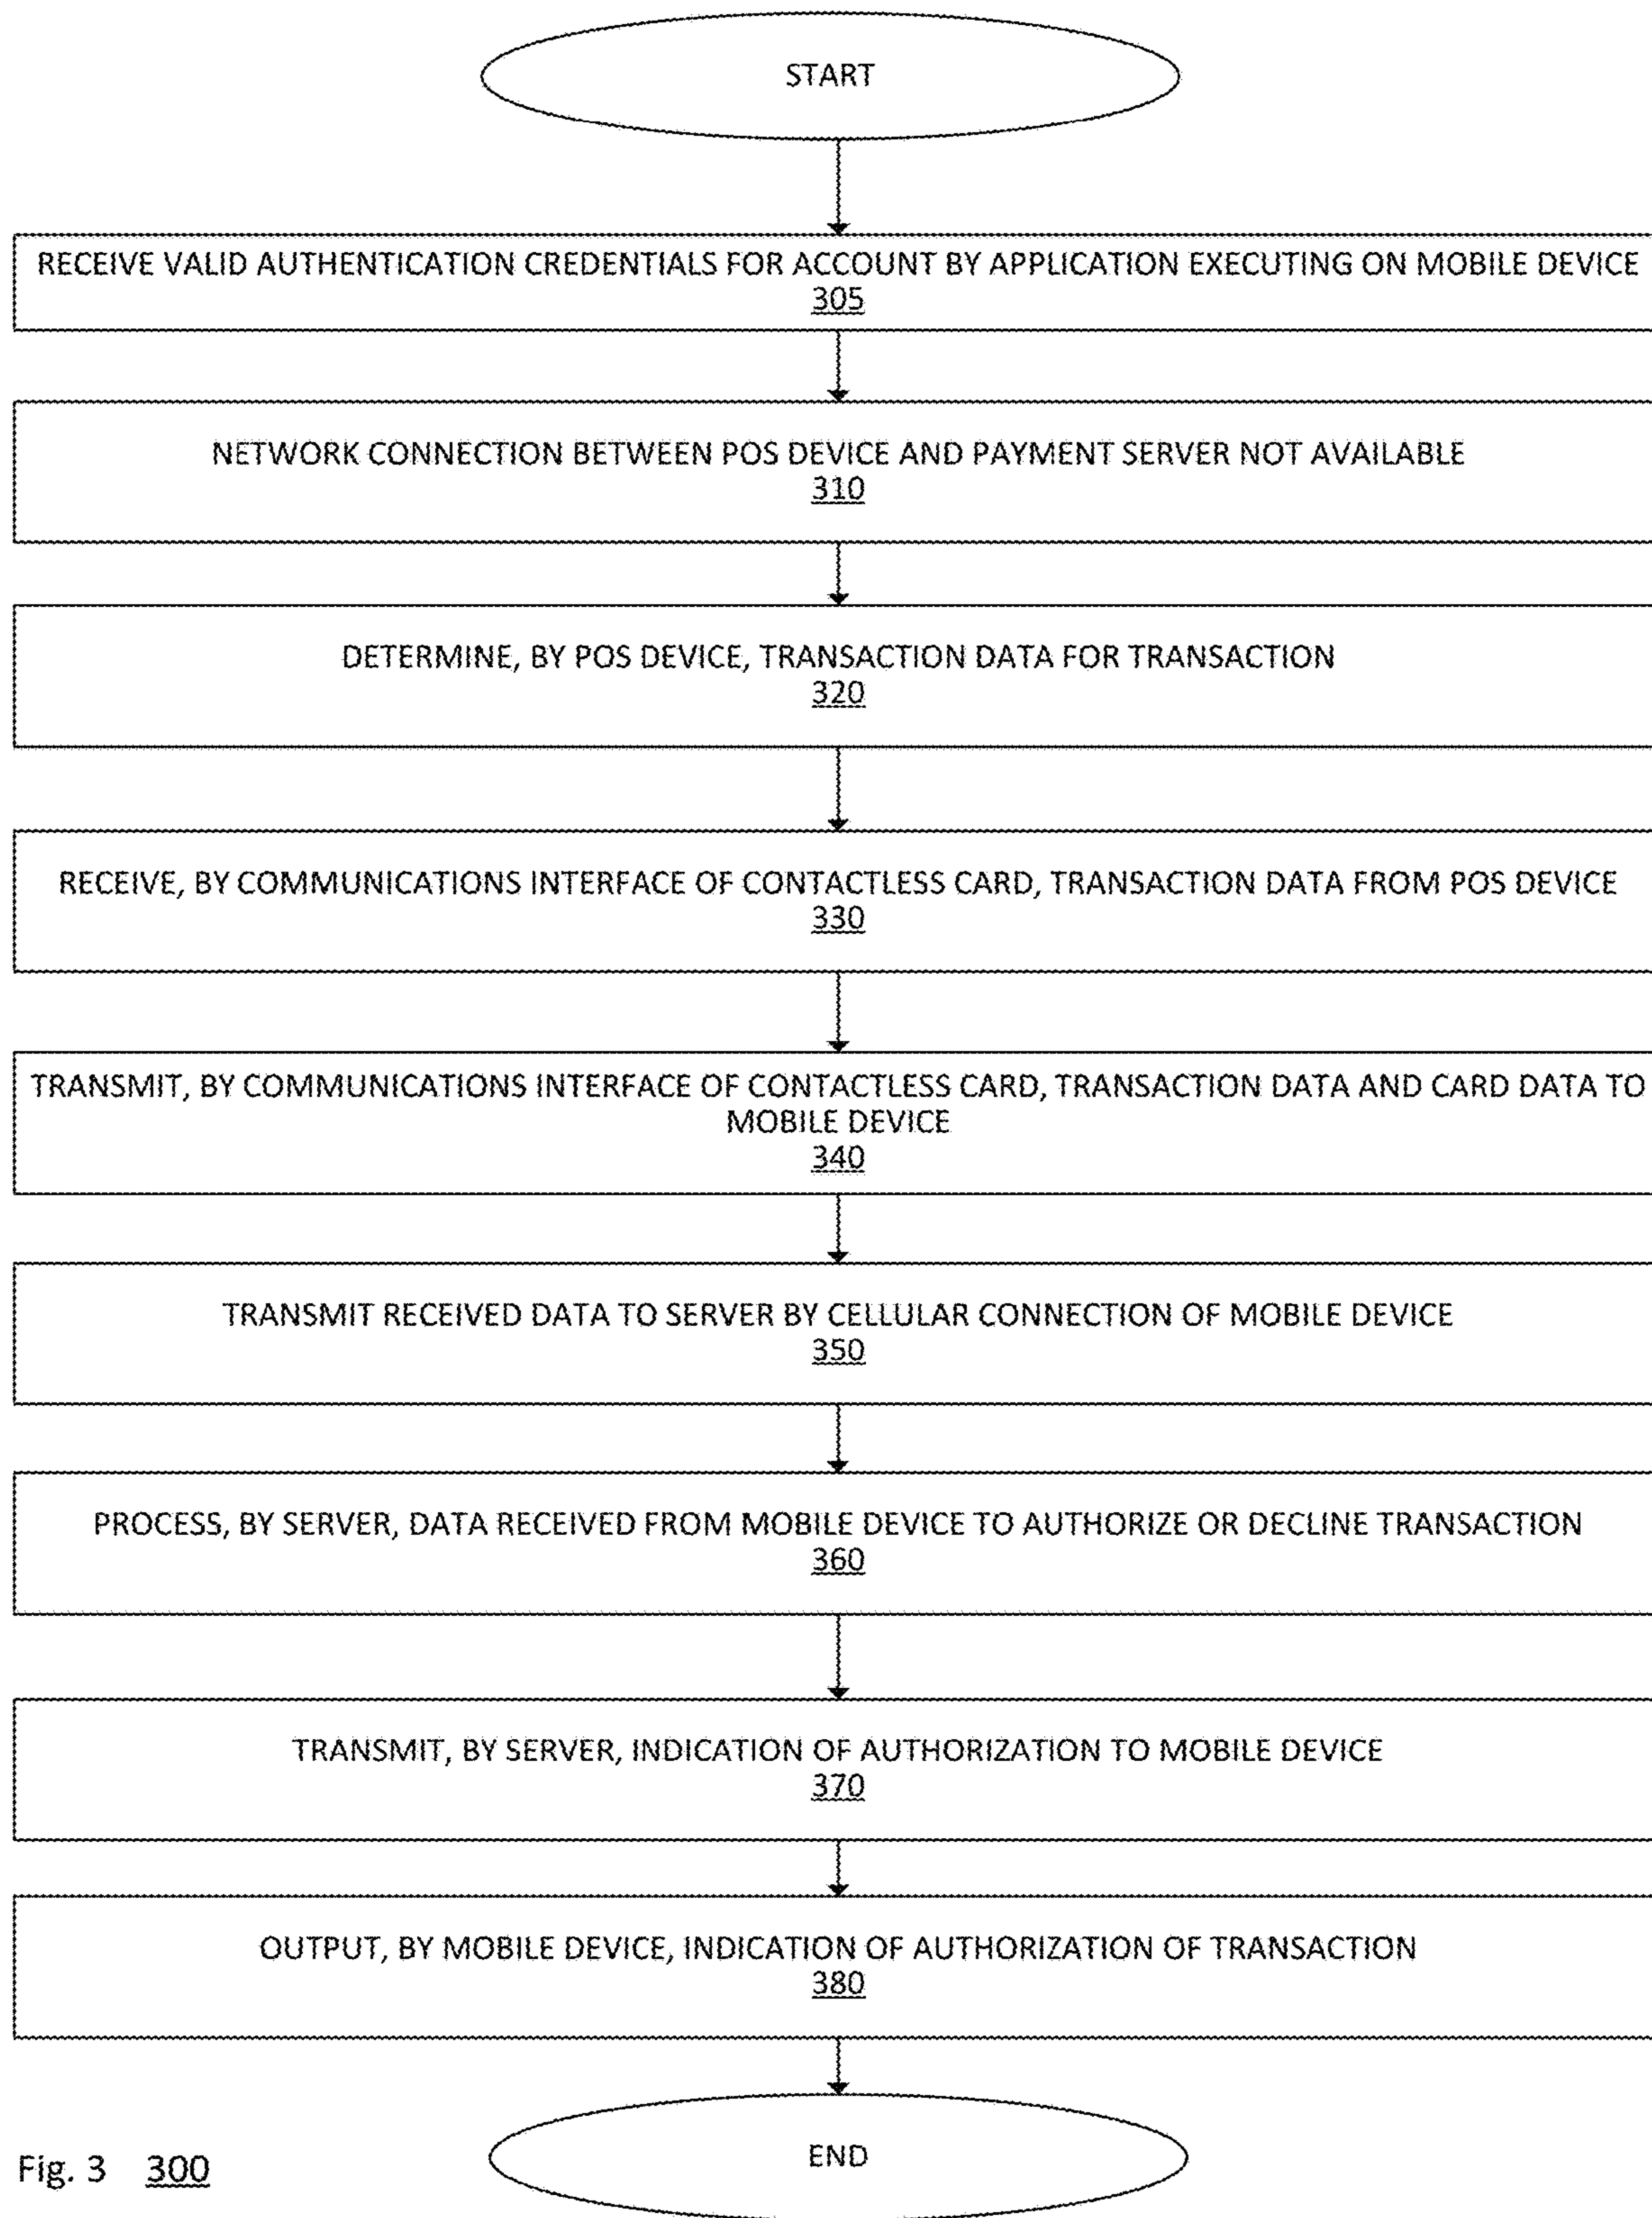 START
RECEIVE VALID AUTHENTICATION CREDENTIALS FOR ACCOUNT BY APPLICATION EXECUTING ON MOBILE DEVICE
305
NETWORK CONNECTION BETWEEN POS DEVICE AND PAYMENT SERVER NOT AVAILABLE
310
DETERMINE, BY POS DEVICE, TRANSACTION DATA FOR TRANSACTION
320
RECEIVE, BY COMMUNICATIONS INTERFACE OF CONTACTLESS CARD, TRANSACTION DATA FROM POS DEVICE
330
TRANSMIT, BY COMMUNICATIONS INTERFACE OF CONTACTLESS CARD, TRANSACTION DATA AND CARD DATA TO
MOBILE DEVICE
340
TRANSMIT RECEIVED DATA TO SERVER BY CELLULAR CONNECTION OF MOBILE DEVICE
350
PROCESS, BY SERVER, DATA RECEIVED FROM MOBILE DEVICE TO AUTHORIZE OR DECLINE TRANSACTION
360
TRANSMIT, BY SERVER, INDICATION OF AUTHORIZATION TO MOBILE DEVICE
370
OUTPUT, BY MOBILE DEVICE, INDICATION OF AUTHORIZATION OF TRANSACTION
380
END
Fig. 3 300